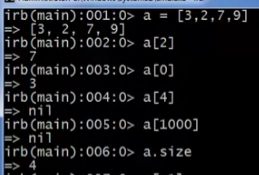 irb(main):001:0> a = [3,2,7,9]
=> [3, 2, 7, 9]
irb(main):002:0> a[2]
=> 7
irb(main):003:0> a[0]
=> 3
irb(main):004:0> a[4]
=> nil
irb(main):005:0> a[1000]
=> nil
irb(main):006:0> a.size
=> 4